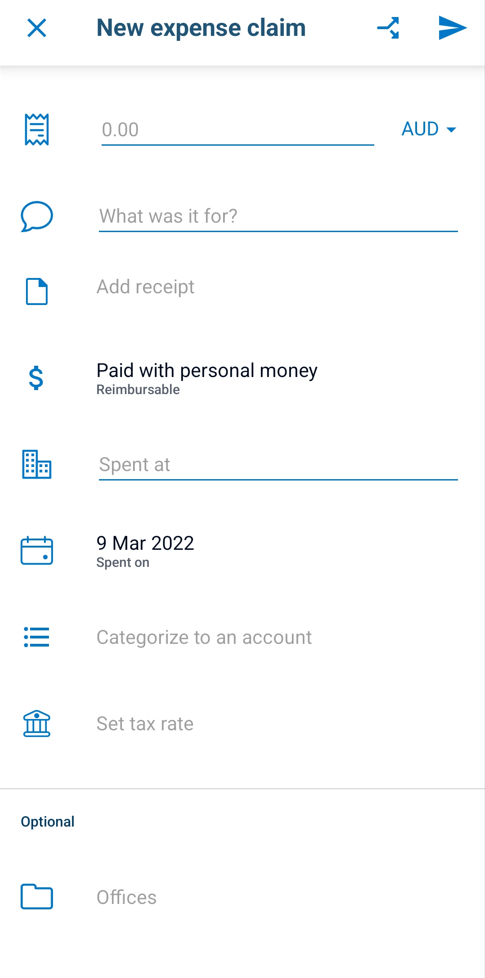 New expense claim
0.00
AUD
What was it for?
Add receipt
Paid with personal money
Reimbursable
Spent at
9 Mar 2022
Spent on
Categorize to an account
Set tax rate
Optional
Offices